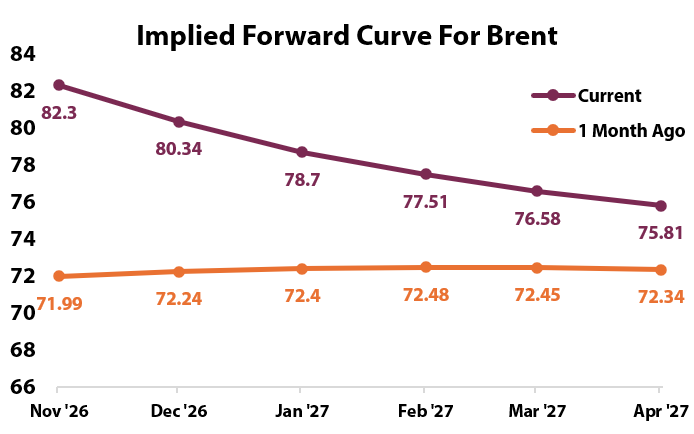 Implied Forward Curve For Brent
84
82
80
78
76
74
72
70
68
66
Current
1 Month Ago
82.3
80.34
78.7
77.51
76.58
75.81
71.99
72.24
72.4
72.48
72.45
72.34
Nov '26
Dec '26
Jan '27
Feb '27
Mar '27
Apr '27